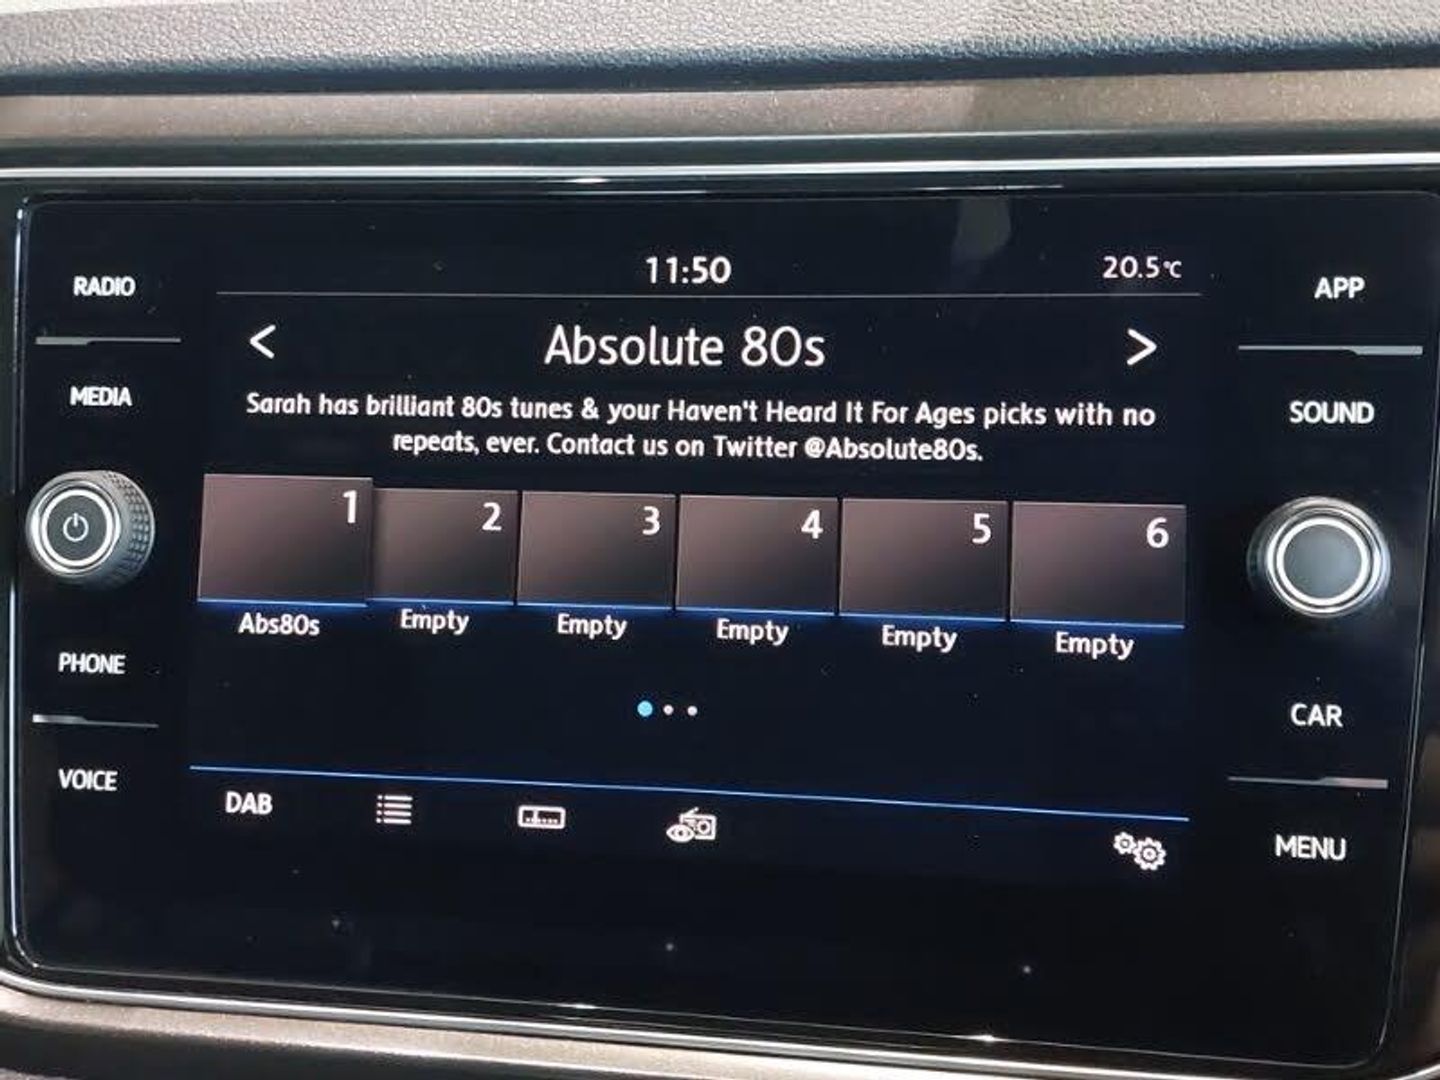 RADIO
MEDIA
PHONE
VOICE
11:50
20.5°C
< Absolute 80s >
Sarah has brilliant 80s tunes & your Haven't Heard It For Ages picks with no
repeats, ever. Contact us on Twitter @Absolute80s.
1 2 3 4 5 6
Abs80s Empty Empty Empty Empty Empty
DAB
APP
SOUND
CAR
MENU